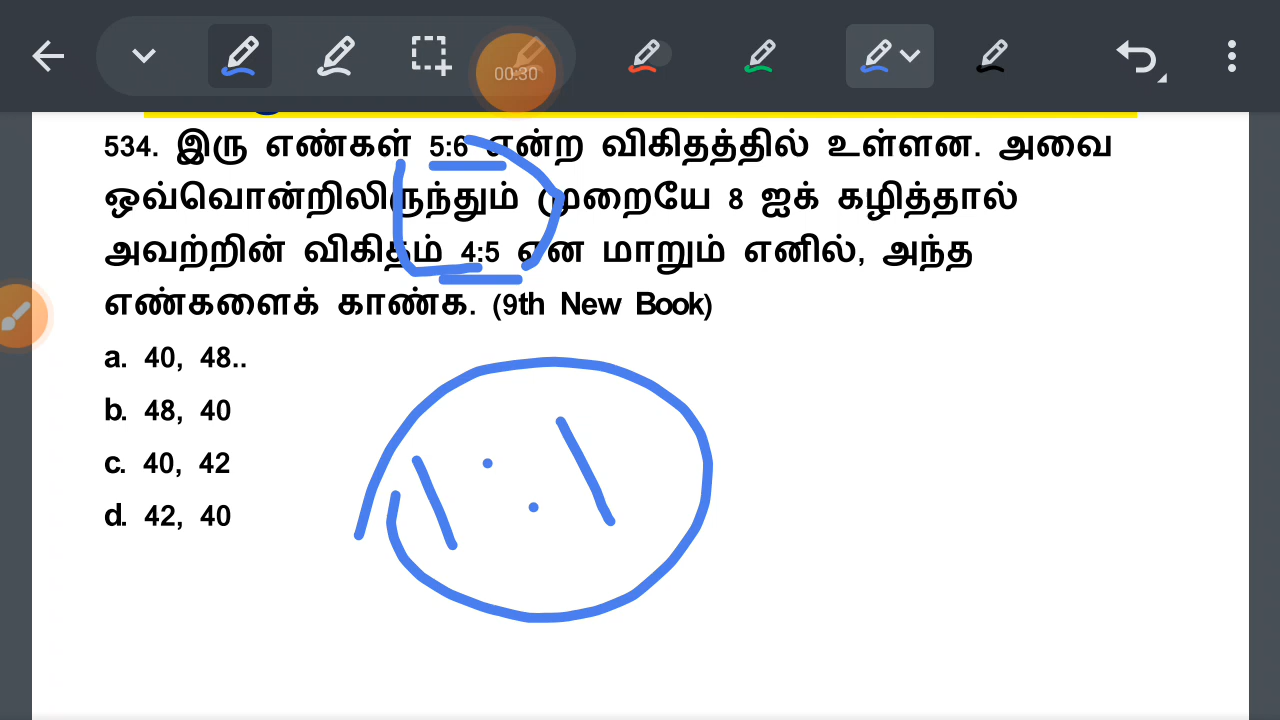 00:30
534. இரு எண்கள் 5:6 என்ற விகிதத்தில் உள்ளன. அவை
ஒவ்வொன்றிலிருந்தும் முறையே 8 ஐக் கழித்தால்
அவற்றின் விகிதம் 4:5 என மாறும் எனில், அந்த
எண்களைக் காண்க. (9th New Book)
a. 40, 48..
b. 48, 40
c. 40, 42
d. 42, 40